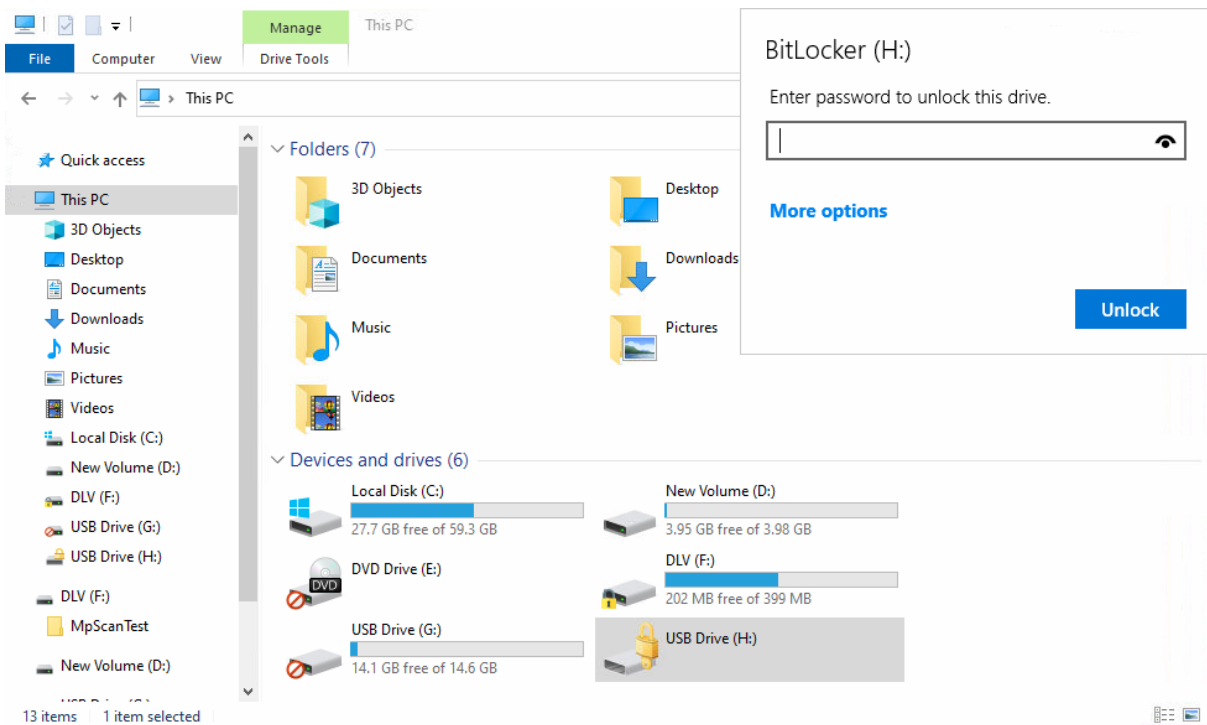 Manage
This PC
File
Computer
View
Drive Tools
This PC
Quick access
This PC
3D Objects
Desktop
Documents
Downloads
Music
Pictures
Videos
Local Disk (C:)
New Volume (D:)
DLV (F:)
USB Drive (G:)
USB Drive (H:)
DLV (F:)
MpScanTest
New Volume (D:)
Folders (7)
3D Objects
Desktop
Documents
Downloads
Music
Pictures
Videos
Devices and drives (6)
Local Disk (C:)
27.7 GB free of 59.3 GB
New Volume (D:)
3.95 GB free of 3.98 GB
DVD Drive (E:)
DVD
DLV (F:)
202 MB free of 399 MB
USB Drive (G:)
14.1 GB free of 14.6 GB
USB Drive (H:)
BitLocker (H:)
Enter password to unlock this drive.
More options
Unlock
13 items
1 item selected